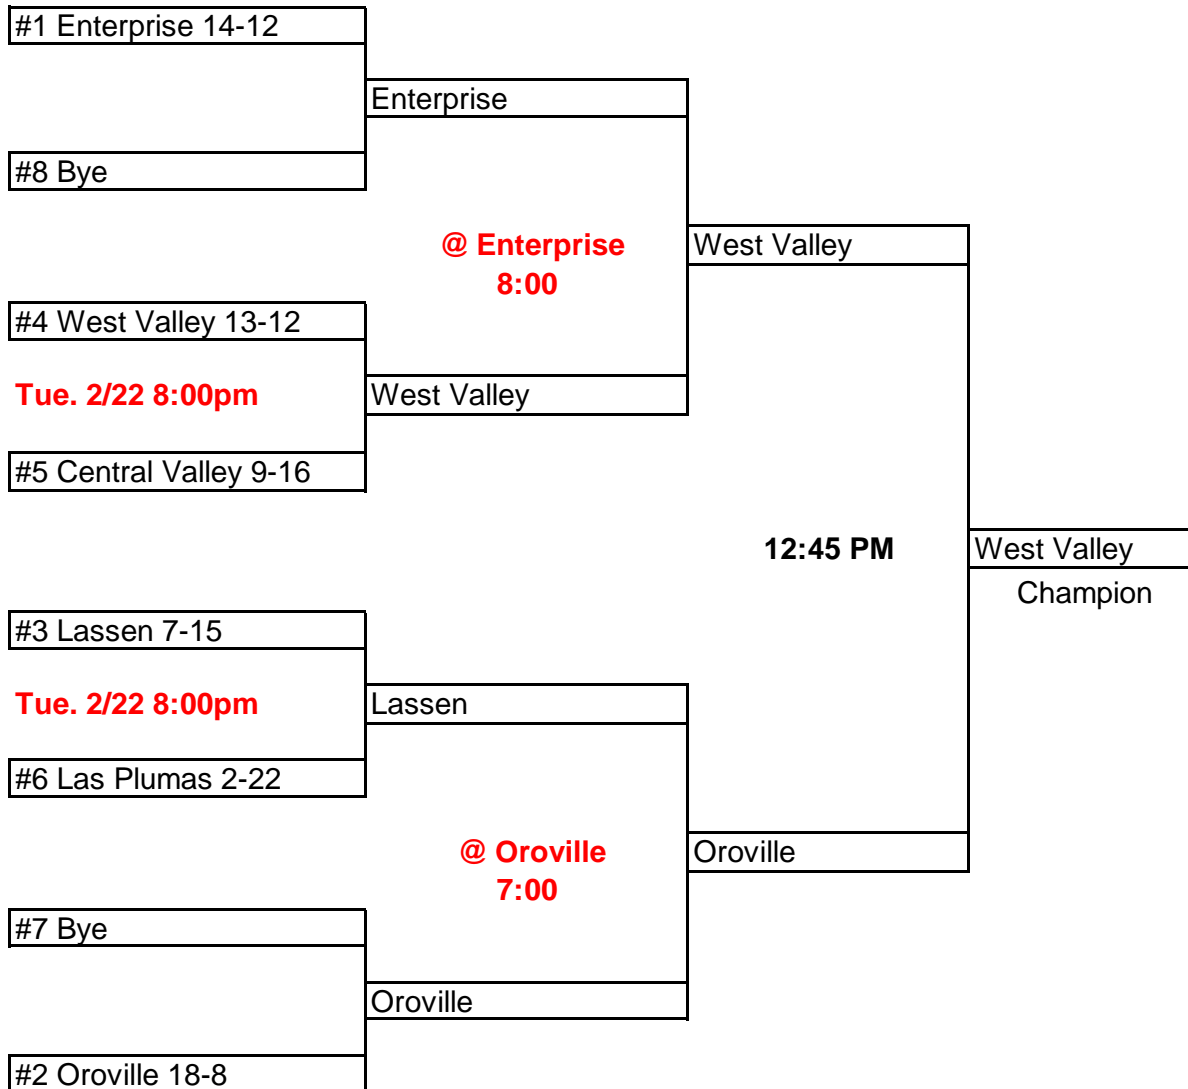 #1 Enterprise 14-12
Enterprise
#8 Bye
@ Enterprise
8:00
West Valley
#4 West Valley 13-12
Tue. 2/22 8:00pm
West Valley
#5 Central Valley 9-16
12:45 PM
West Valley
Champion
#3 Lassen 7-15
Tue. 2/22 8:00pm
Lassen
#6 Las Plumas 2-22
@ Oroville
7:00
Oroville
#7 Bye
Oroville
#2 Oroville 18-8